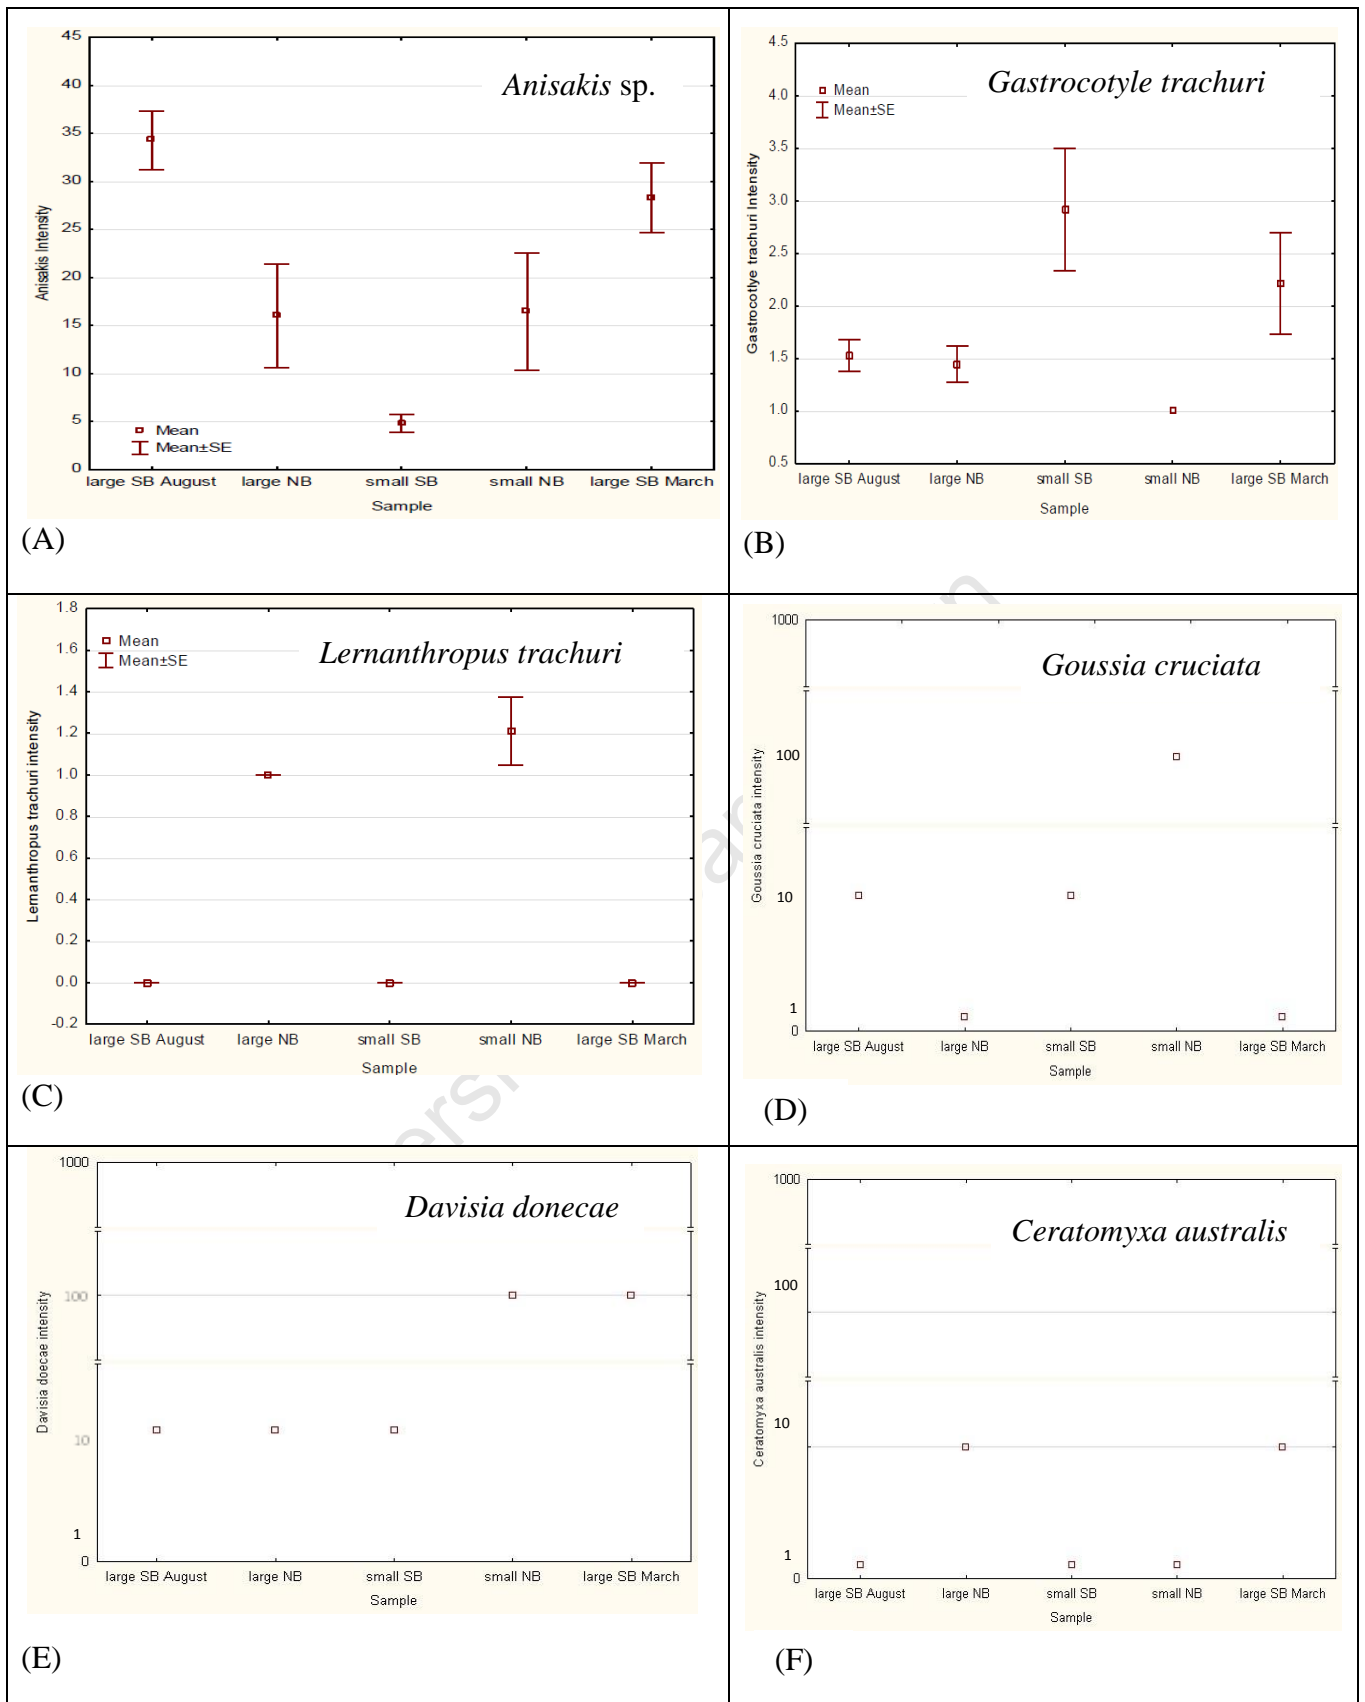 Anisakis sp.
45
40
35
30
25
20
15
10
5
0
Anisakis Intensity
Mean
Mean±SE
large SB August large NB small SB small NB large SB March
Sample
(A)
Gastrocotyle trachuri
4.5
4.0
3.5
3.0
2.5
2.0
1.5
1.0
0.5
Gastrocotlye trachuri Intensity
Mean
Mean±SE
large SB August large NB small SB small NB large SB March
Sample
(B)
Lernanthropus trachuri
1.8
1.6
1.4
1.2
1.0
0.8
0.6
0.4
0.2
0.0
-0.2
Lernanthropus trachuri intensity
Mean
Mean±SE
large SB August large NB small SB small NB large SB March
Sample
(C)
Goussia cruciata
1000
100
10
1
0
Goussia cruciata intensity
large SB August large NB small SB small NB large SB March
Sample
(D)
Davisia donecae
1000
100
10
1
0
Davisia doecae intensity
large SB August large NB small SB small NB large SB March
Sample
(E)
Ceratomyxa australis
1000
100
10
1
0
Ceratomyxa australis intensity
large SB August large NB small SB small NB large SB March
Sample
(F)